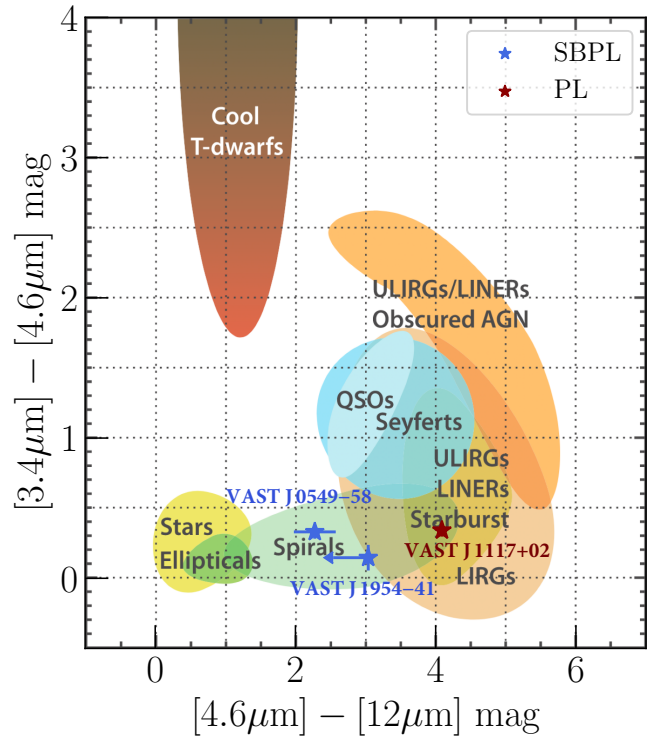 4
3
2
1
0
[3.4μm] − [4.6μm] mag
SBPL
PL
Cool
T-dwarfs
ULIRGs/LINERs
Obscured AGN
QSOs
Seyferts
ULIRGs
LINERs
Starburst
LIRGs
VAST J0549−58
Stars
Ellipticals
Spirals
VAST J1117+02
VAST J1954−41
0 2 4 6
[4.6μm] − [12μm] mag